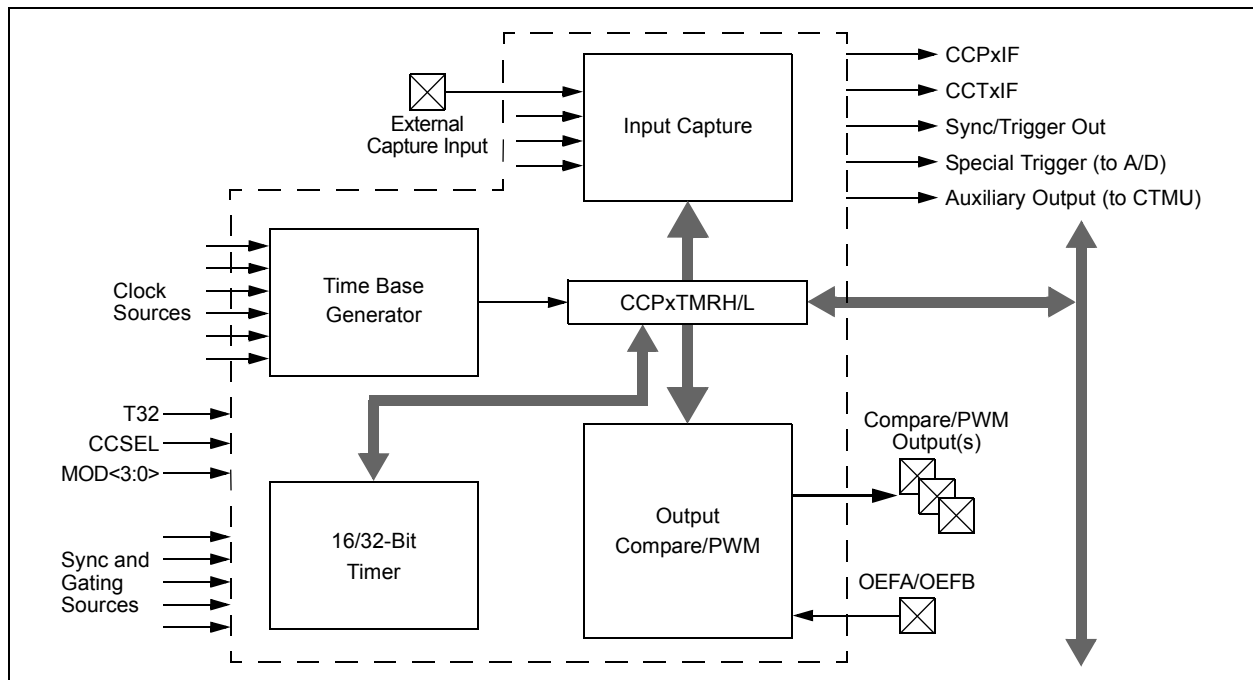 External
Capture Input
Input Capture
CCPxIF
CCTxIF
Sync/Trigger Out
Special Trigger (to A/D)
Auxiliary Output (to CTMU)
Clock
Sources
Time Base
Generator
CCPxTMRH/L
T32
CCSEL
MOD<3:0>
Sync and
Gating
Sources
16/32-Bit
Timer
Output
Compare/PWM
Compare/PWM
Output(s)
OEFA/OEFB